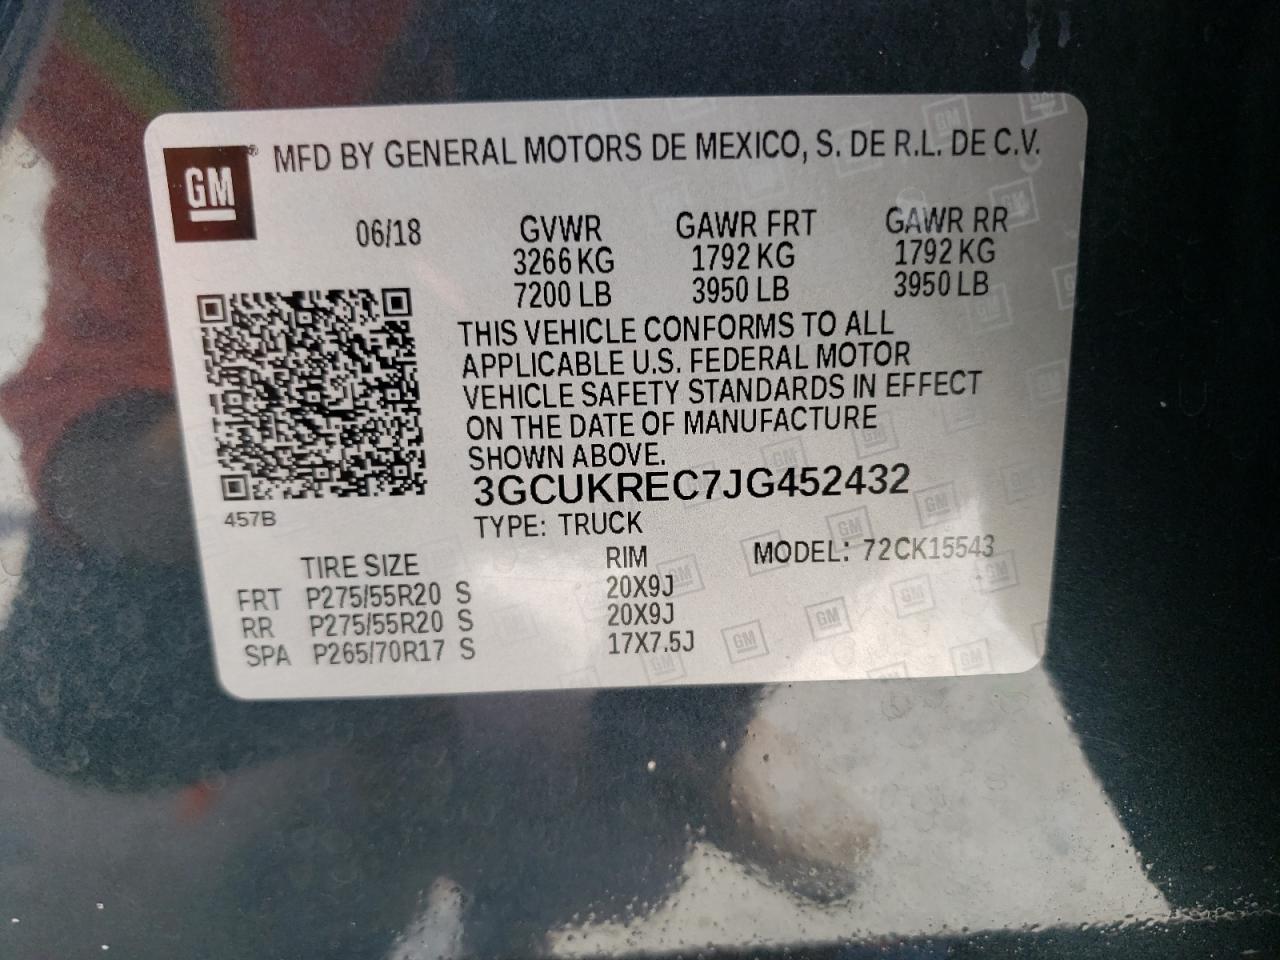 GM® MFD BY GENERAL MOTORS DE MEXICO, S. DE R.L. DE C.V.
06/18 GVWR GAWR FRT GAWR RR
3266 KG 1792 KG 1792 KG
7200 LB 3950 LB 3950 LB
THIS VEHICLE CONFORMS TO ALL
APPLICABLE U.S. FEDERAL MOTOR
VEHICLE SAFETY STANDARDS IN EFFECT
ON THE DATE OF MANUFACTURE
SHOWN ABOVE.
3GCUKREC7JG452432
457B
TYPE: TRUCK
TIRE SIZE RIM MODEL: 72CK15543
FRT P275/55R20 S 20X9J
RR P275/55R20 S 20X9J
SPA P265/70R17 S 17X7.5J